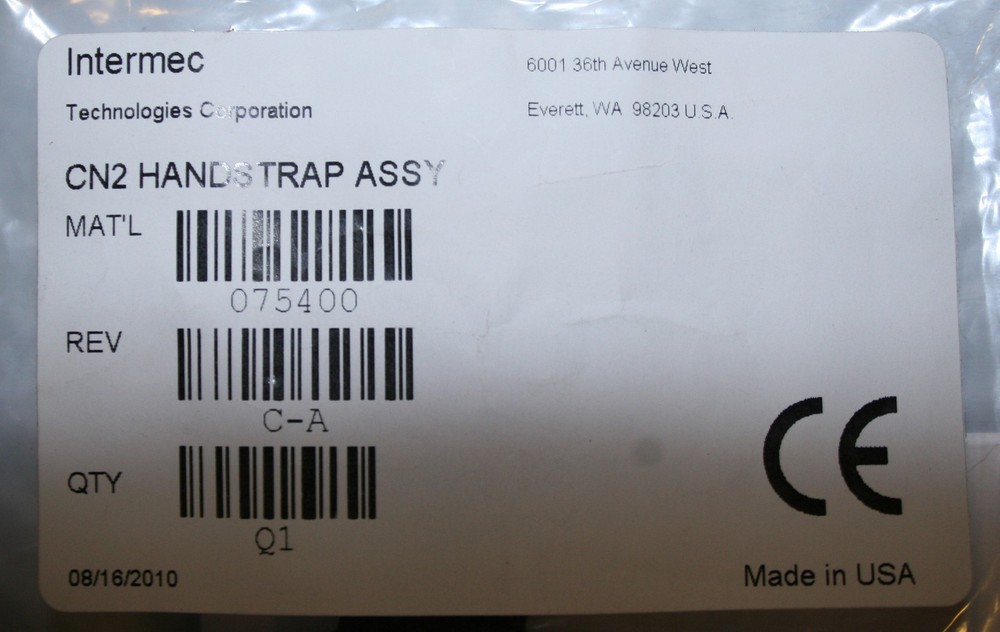 Intermec
6001 36th Avenue West
Technologies Corporation
Everett, WA 98203 U.S.A.
CN2 HANDSTRAP ASSY
MAT'L
075400
REV
C-A
QTY
Q1
CE
08/16/2010
Made in USA